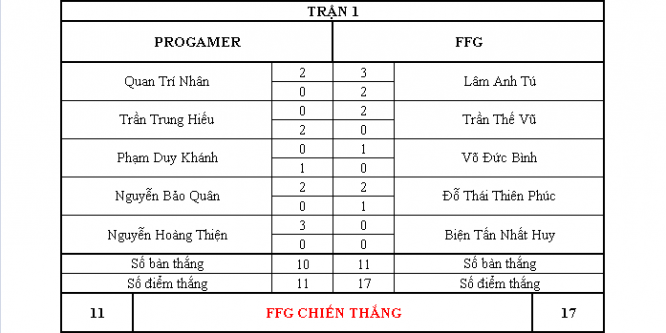 TRẬN 1
PROGAMER FFG
Quan Trí Nhân 2 3 Lâm Anh Tú
0 2
Trần Trung Hiếu 0 2 Trần Thế Vũ
2 0
Phạm Duy Khánh 0 1 Võ Đức Bình
1 0
Nguyễn Bảo Quân 2 2 Đỗ Thái Thiên Phúc
0 1
Nguyễn Hoàng Thiện 3 0 Biện Tấn Nhất Huy
0 0
Số bàn thắng 10 11 Số bàn thắng
Số điểm thắng 11 17 Số điểm thắng
11 FFG CHIẾN THẮNG 17